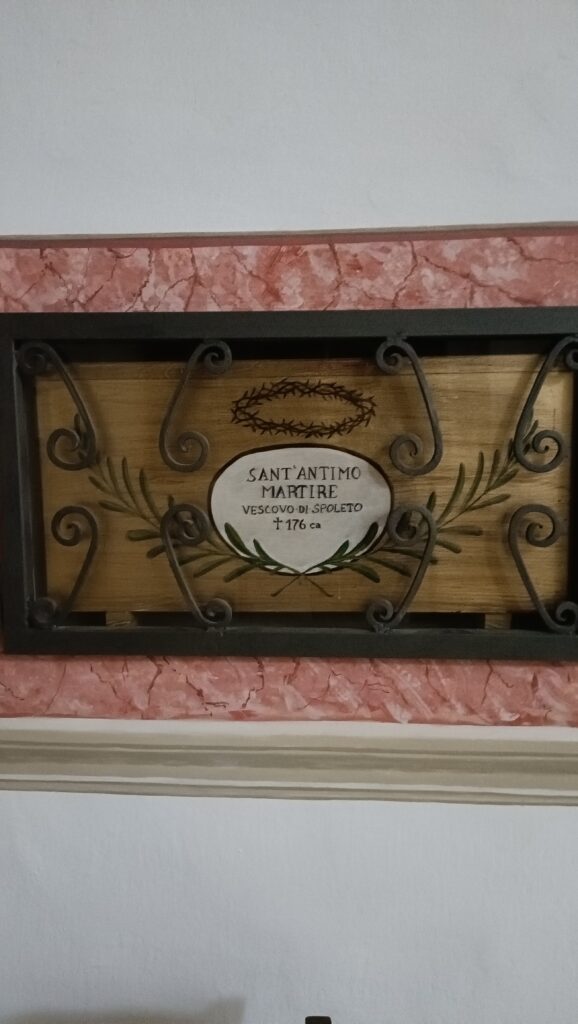 SANT'ANTIMO
MARTIRE
VESCOVO·DI SPOLETO
† 176 ca